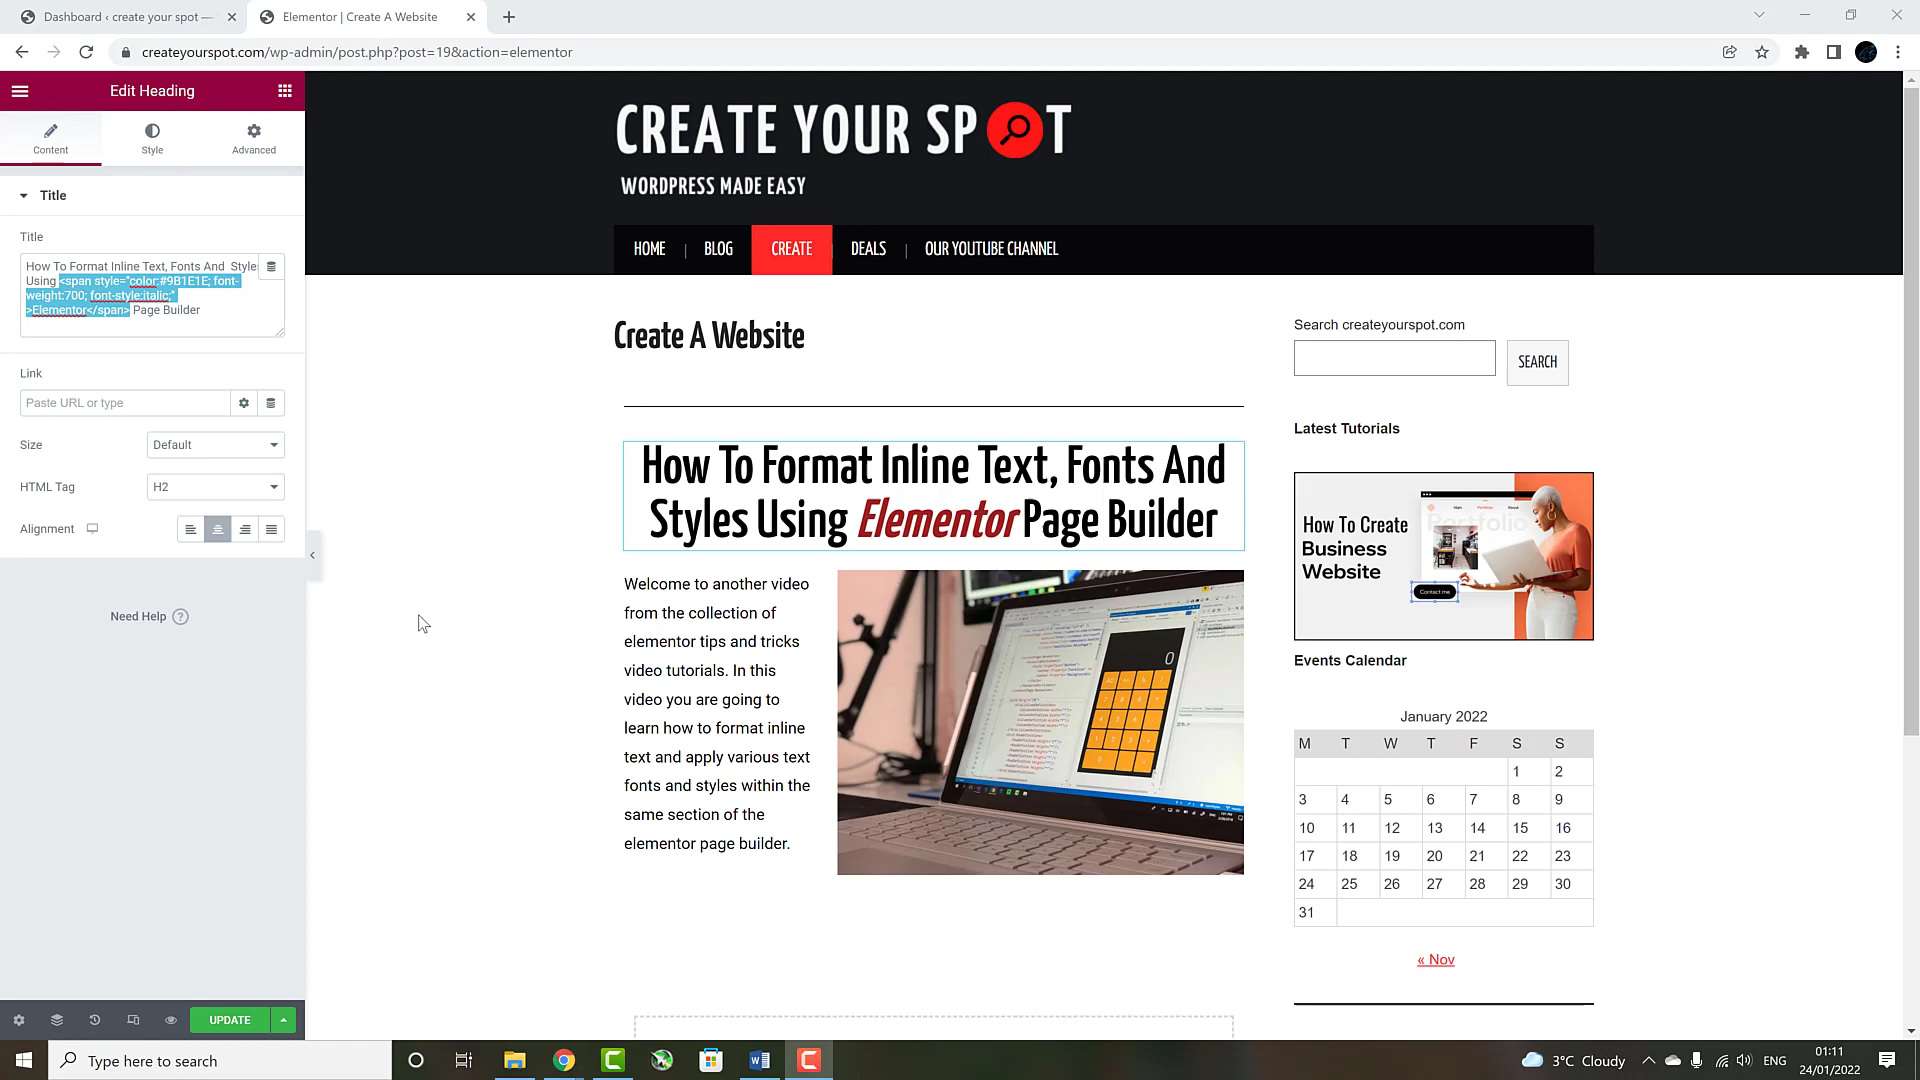 Dashboard ‹ create your spot —
Elementor | Create A Website
createyourspot.com/wp-admin/post.php?post=19&action=elementor
Edit Heading
Content
Style
Advanced
Title
Title
How To Format Inline Text, Fonts And  Styles
Using <span style="color:#9B1E1E; font-
weight:700; font-style:italic;"
>Elementor</span> Page Builder
Link
Paste URL or type
Size
Default
HTML Tag
H2
Alignment
Need Help
UPDATE
CREATE YOUR SP T
WORDPRESS MADE EASY
HOME
BLOG
CREATE
DEALS
OUR YOUTUBE CHANNEL
Create A Website
How To Format Inline Text, Fonts And
Styles Using Elementor Page Builder
Welcome to another video
from the collection of
elementor tips and tricks
video tutorials. In this
video you are going to
learn how to format inline
text and apply various text
fonts and styles within the
same section of the
elementor page builder.
Search createyourspot.com
SEARCH
Latest Tutorials
How To Create
Business
Website
Portfolio
Contact me
Events Calendar
January 2022
M T W T F S S
1 2
3 4 5 6 7 8 9
10 11 12 13 14 15 16
17 18 19 20 21 22 23
24 25 26 27 28 29 30
31
« Nov
Type here to search
3°C Cloudy
ENG
01:11
24/01/2022